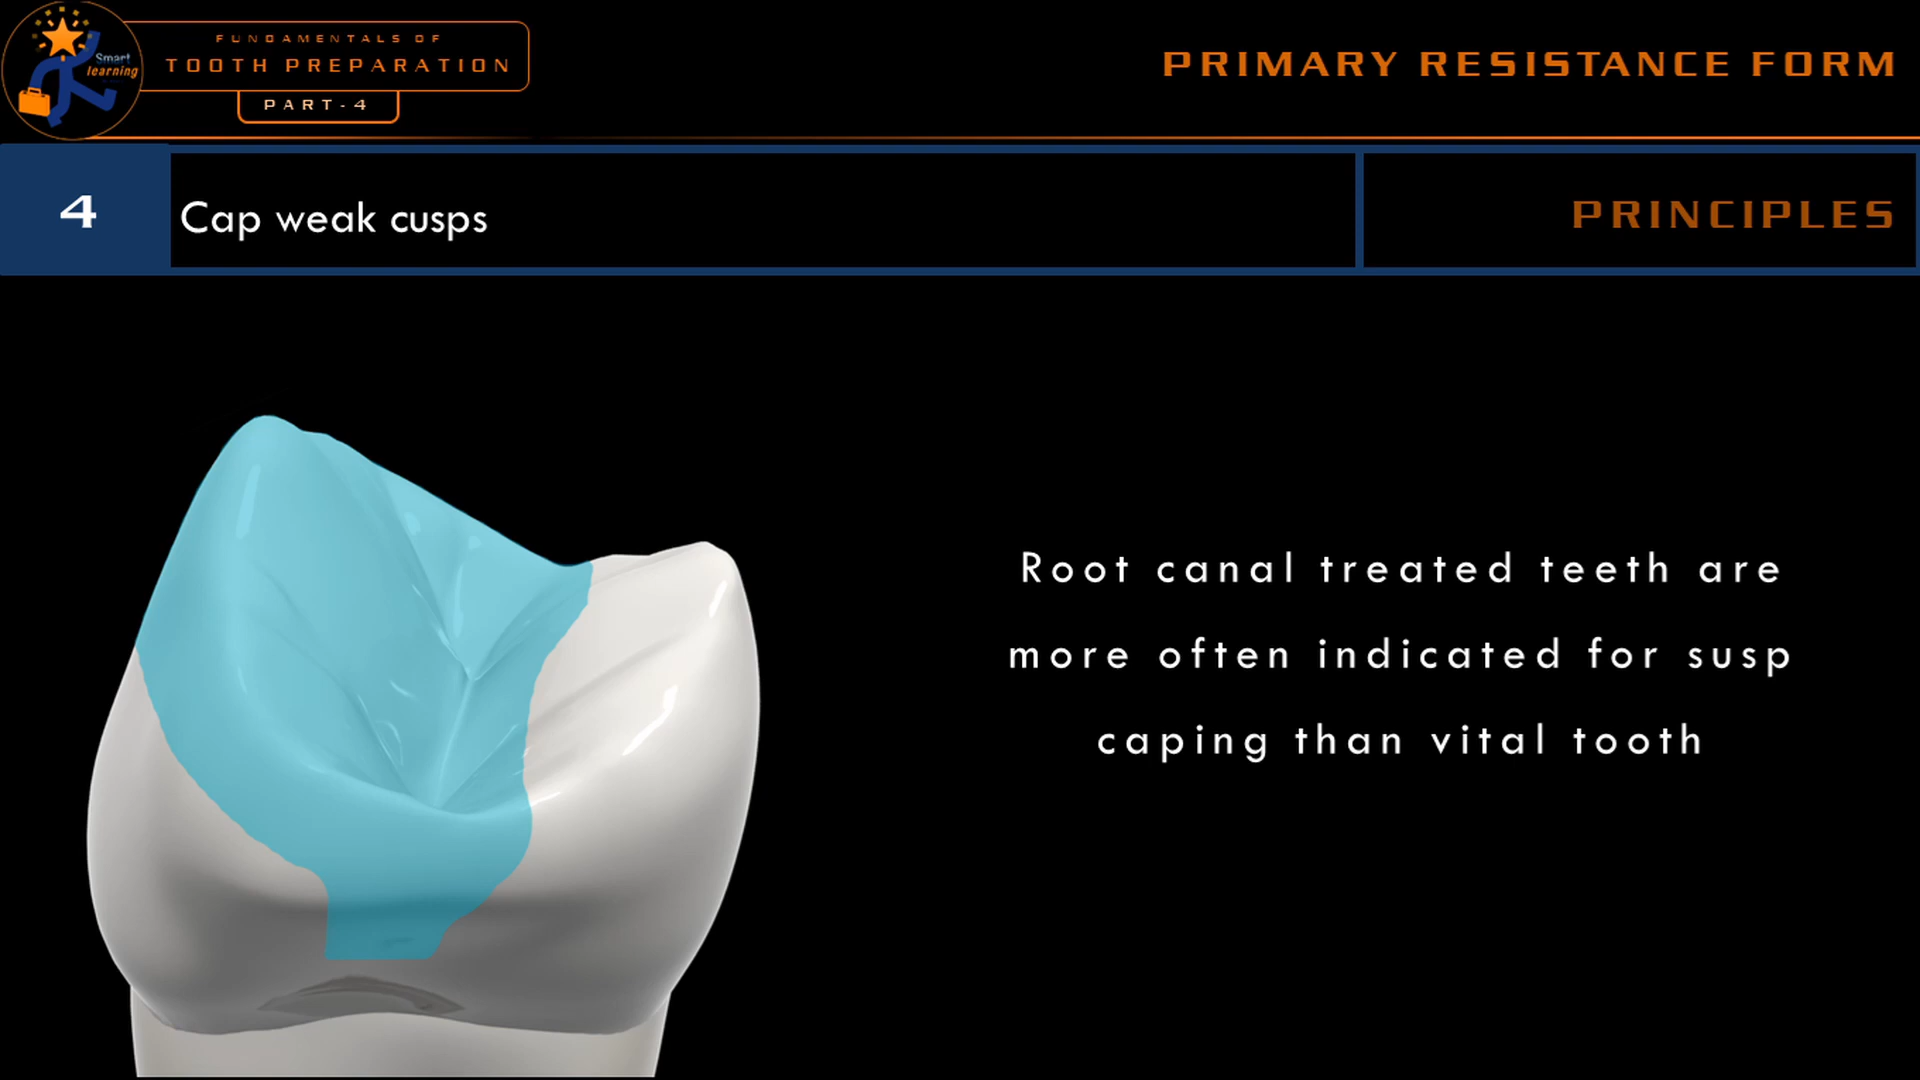 Smart
learning
FUNDAMENTALS OF
TOOTH PREPARATION
PART-4
PRIMARY RESISTANCE FORM
4
Cap weak cusps
PRINCIPLES
Root canal treated teeth are
more often indicated for susp
caping than vital tooth